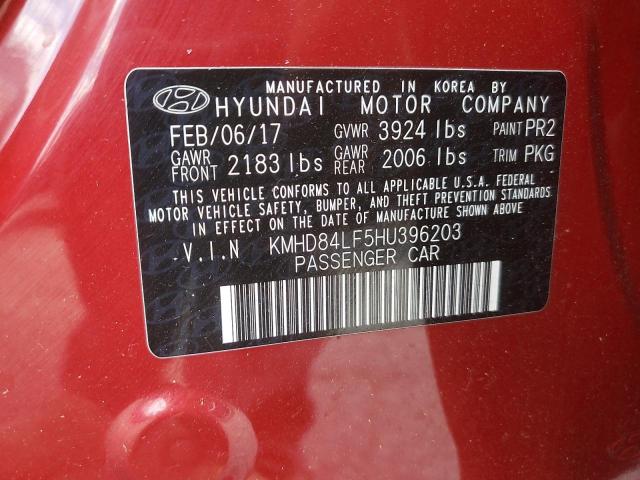 MANUFACTURED IN KOREA BY
HYUNDAI MOTOR COMPANY
FEB/06/17 GVWR 3924 lbs PAINT PR2
GAWR FRONT 2183 lbs GAWR REAR 2006 lbs TRIM PKG
THIS VEHICLE CONFORMS TO ALL APPLICABLE U.S.A. FEDERAL
MOTOR VEHICLE SAFETY, BUMPER, AND THEFT PREVENTION STANDARDS
IN EFFECT ON THE DATE OF MANUFACTURE SHOWN ABOVE
V.I.N KMHD84LF5HU396203
PASSENGER CAR